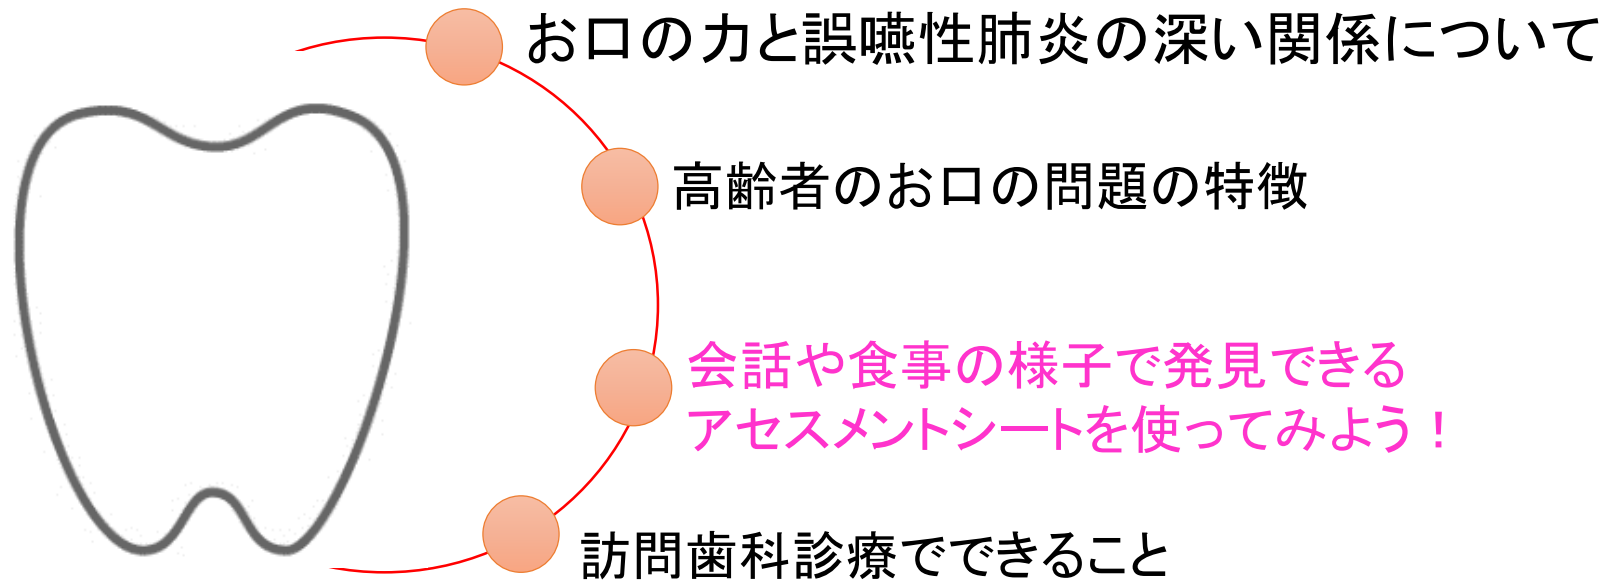 お口の力と誤嚥性肺炎の深い関係について
高齢者のお口の問題の特徴
会話や食事の様子で発見できる
アセスメントシートを使ってみよう！
訪問歯科診療でできること